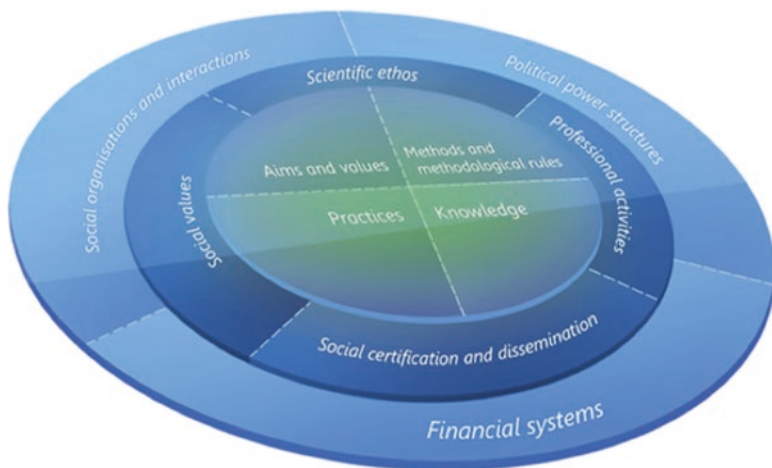 Scientific ethos
Political power structures
Social organisations and interactions
Professional activities
Aims and values
Methods and
methodological rules
Social values
Practices
Knowledge
Social certification and dissemination
Financial systems